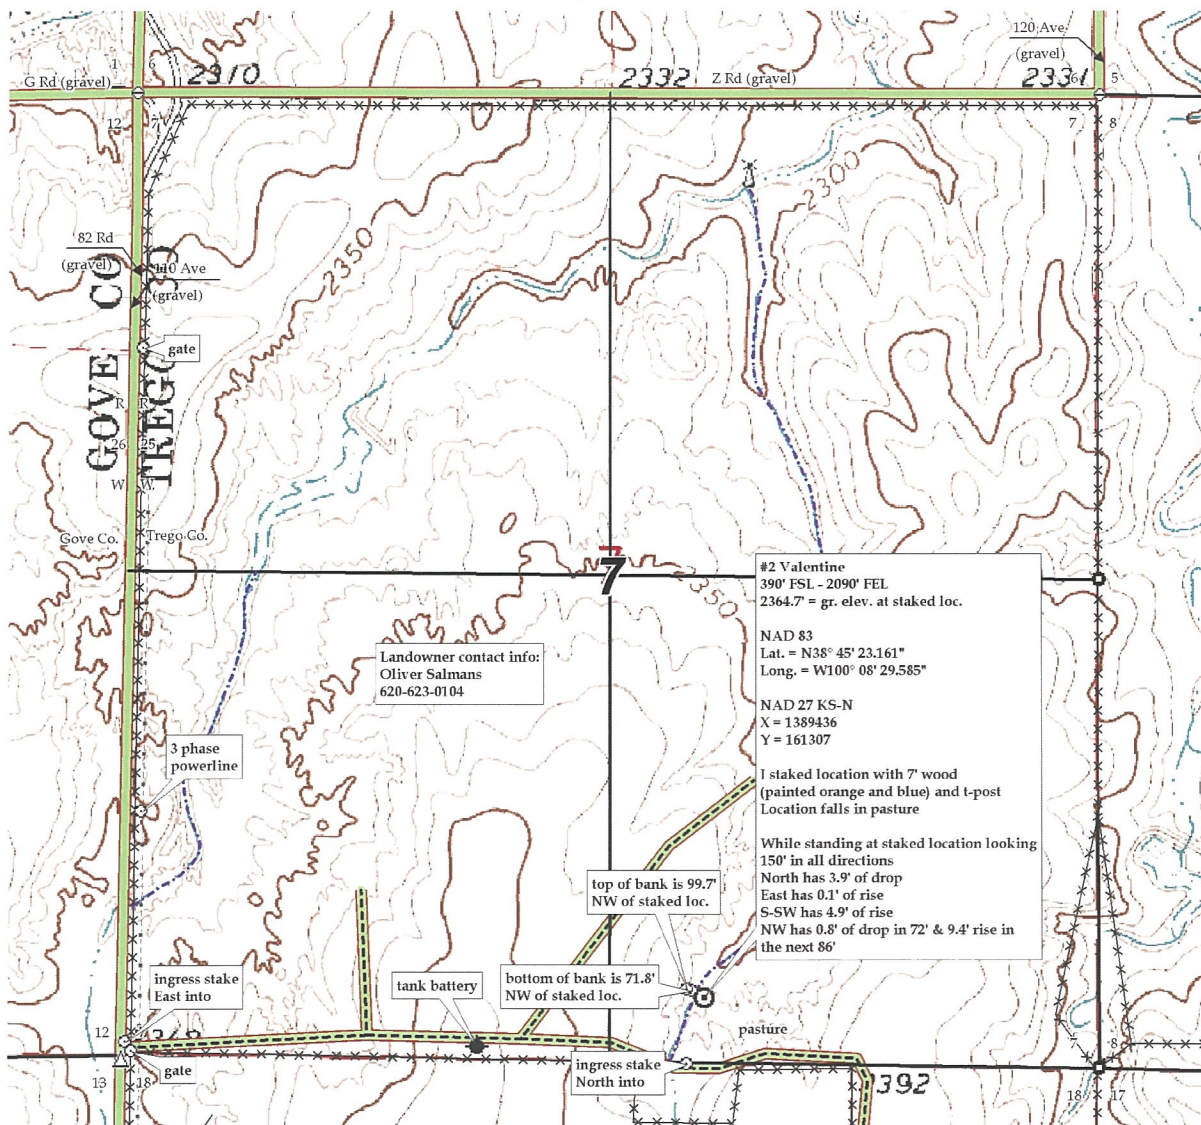 120 Ave
(gravel)
1
6
2310
2332
Z Rd (gravel)
2331
6
5
G Rd (gravel)
12
7
7
8
2300
2350
82 Rd
(gravel)
110 Ave
(gravel)
GOVE CO
TREGO CO
gate
R
R
26
25
W
W
Gove Co.
Trego Co.
7
7
350
#2 Valentine
390' FSL - 2090' FEL
2364.7' = gr. elev. at staked loc.
NAD 83
Lat. = N38° 45' 23.161"
Long. = W100° 08' 29.585"
NAD 27 KS-N
X = 1389436
Y = 161307
I staked location with 7' wood
(painted orange and blue) and t-post
Location falls in pasture
While standing at staked location looking
150' in all directions
North has 3.9' of drop
East has 0.1' of rise
S-SW has 4.9' of rise
NW has 0.8' of drop in 72' & 9.4' rise in
the next 86'
Landowner contact info:
Oliver Salmans
620-623-0104
3 phase
powerline
top of bank is 99.7'
NW of staked loc.
bottom of bank is 71.8'
NW of staked loc.
tank battery
ingress stake
East into
pasture
12
ingress stake
North into
gate
13
18
7
8
392
18
17